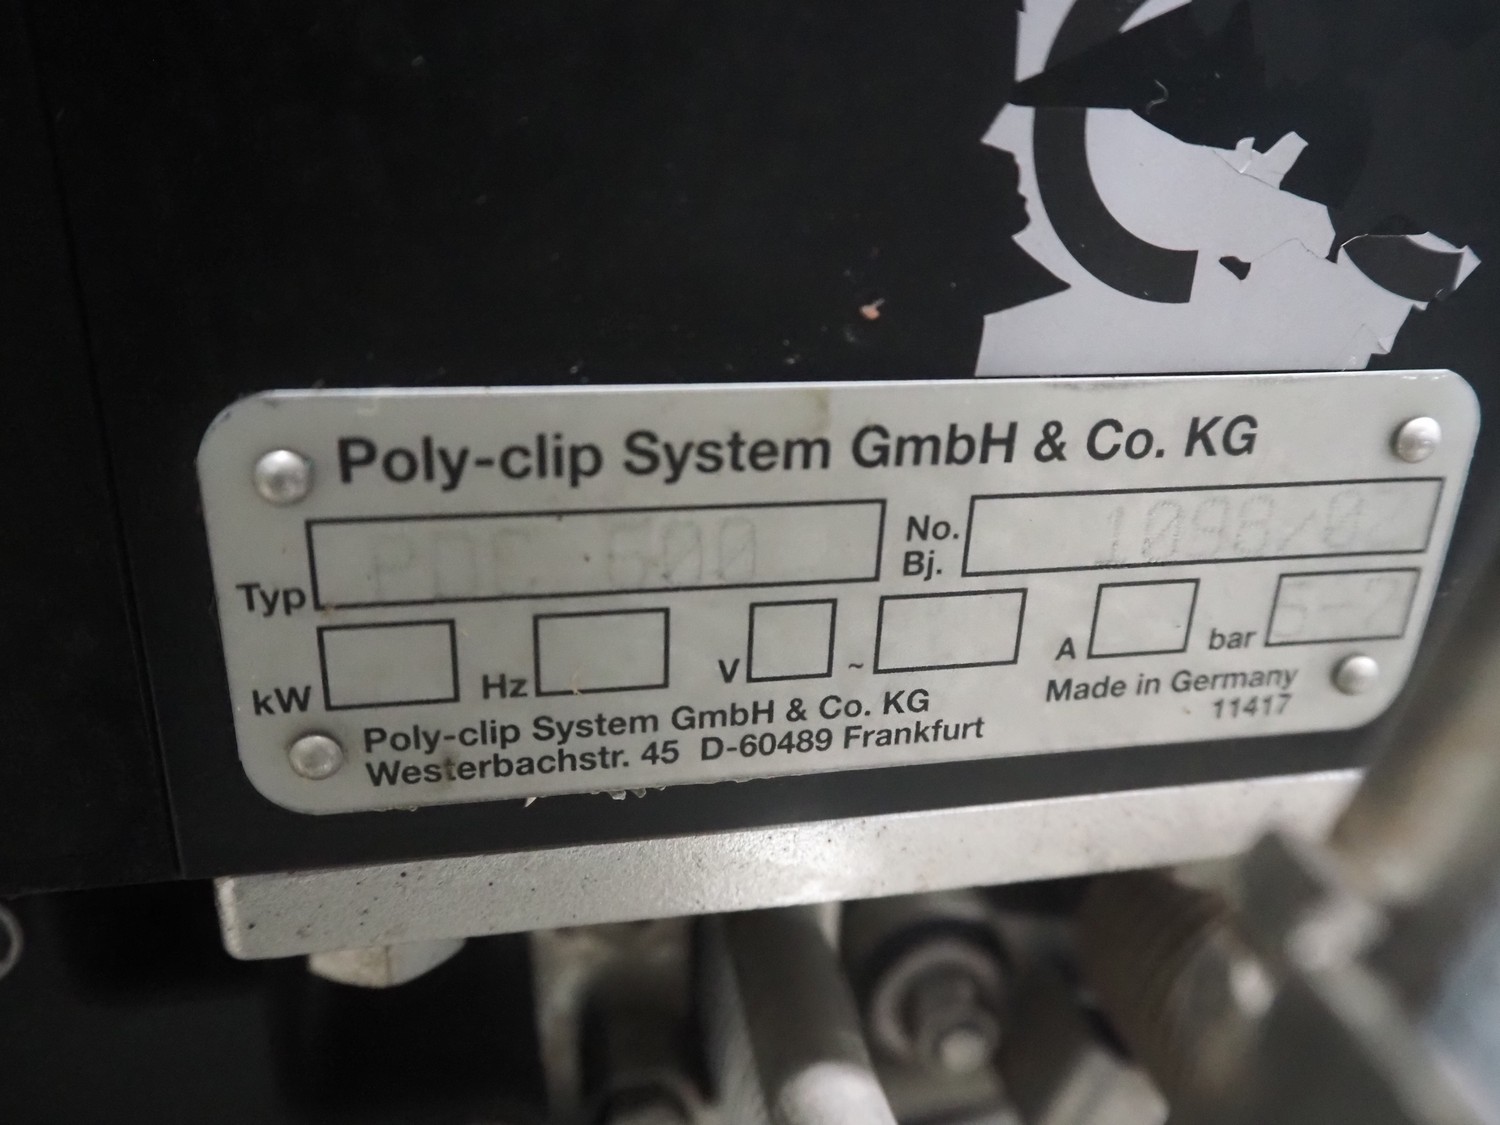 Poly-clip System GmbH & Co. KG
Typ PDC 600 No. Bj. 1098/02
kW Hz V ~ A bar 5-7
Made in Germany
11417
Poly-clip System GmbH & Co. KG
Westerbachstr. 45 D-60489 Frankfurt